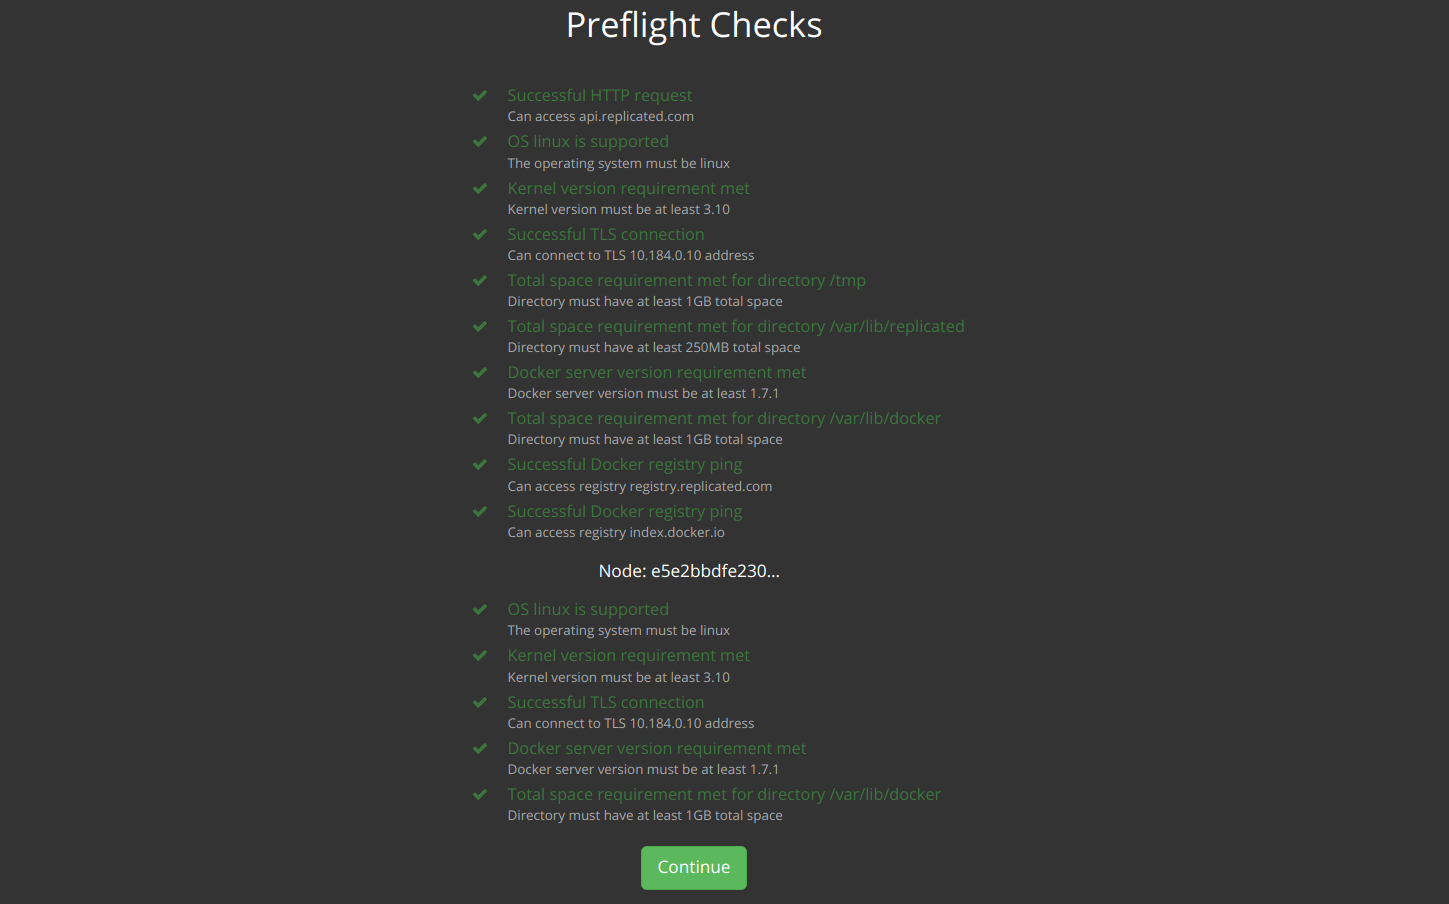 Preflight Checks
Successful HTTP request
Can access api.replicated.com
OS linux is supported
The operating system must be linux
Kernel version requirement met
Kernel version must be at least 3.10
Successful TLS connection
Can connect to TLS 10.184.0.10 address
Total space requirement met for directory /tmp
Directory must have at least 1GB total space
Total space requirement met for directory /var/lib/replicated
Directory must have at least 250MB total space
Docker server version requirement met
Docker server version must be at least 1.7.1
Total space requirement met for directory /var/lib/docker
Directory must have at least 1GB total space
Successful Docker registry ping
Can access registry registry.replicated.com
Successful Docker registry ping
Can access registry index.docker.io
Node: e5e2bbdfe230...
OS linux is supported
The operating system must be linux
Kernel version requirement met
Kernel version must be at least 3.10
Successful TLS connection
Can connect to TLS 10.184.0.10 address
Docker server version requirement met
Docker server version must be at least 1.7.1
Total space requirement met for directory /var/lib/docker
Directory must have at least 1GB total space
Continue